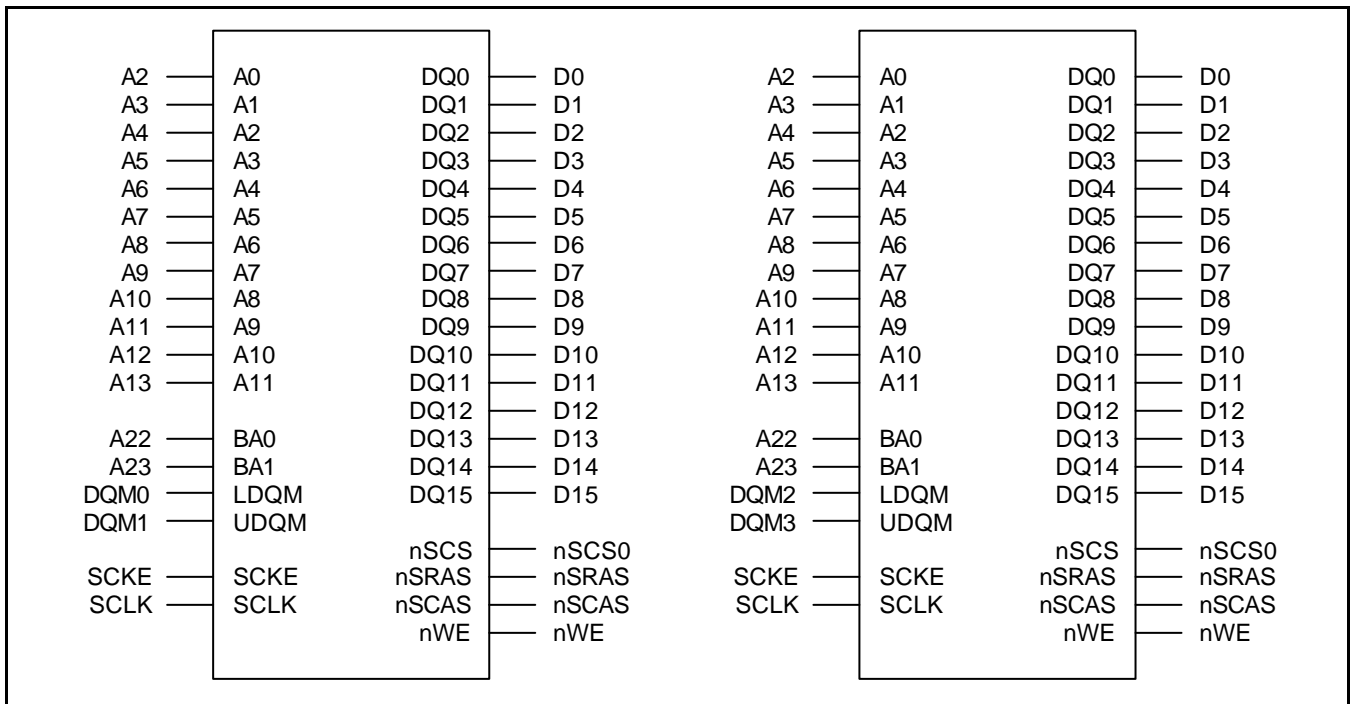 A2 A0 DQ0 D0 A2 A0 DQ0 D0
A3 A1 DQ1 D1 A3 A1 DQ1 D1
A4 A2 DQ2 D2 A4 A2 DQ2 D2
A5 A3 DQ3 D3 A5 A3 DQ3 D3
A6 A4 DQ4 D4 A6 A4 DQ4 D4
A7 A5 DQ5 D5 A7 A5 DQ5 D5
A8 A6 DQ6 D6 A8 A6 DQ6 D6
A9 A7 DQ7 D7 A9 A7 DQ7 D7
A10 A8 DQ8 D8 A10 A8 DQ8 D8
A11 A9 DQ9 D9 A11 A9 DQ9 D9
A12 A10 DQ10 D10 A12 A10 DQ10 D10
A13 A11 DQ11 D11 A13 A11 DQ11 D11
DQ12 D12 DQ12 D12
A22 BA0 DQ13 D13 A22 BA0 DQ13 D13
A23 BA1 DQ14 D14 A23 BA1 DQ14 D14
DQM0 LDQM DQ15 D15 DQM2 LDQM DQ15 D15
DQM1 UDQM DQM3 UDQM
nSCS nSCS0 nSCS nSCS0
SCKE SCKE nSRAS nSRAS SCKE SCKE nSRAS nSRAS
SCLK SCLK nSCAS nSCAS SCLK SCLK nSCAS nSCAS
nWE nWE nWE nWE